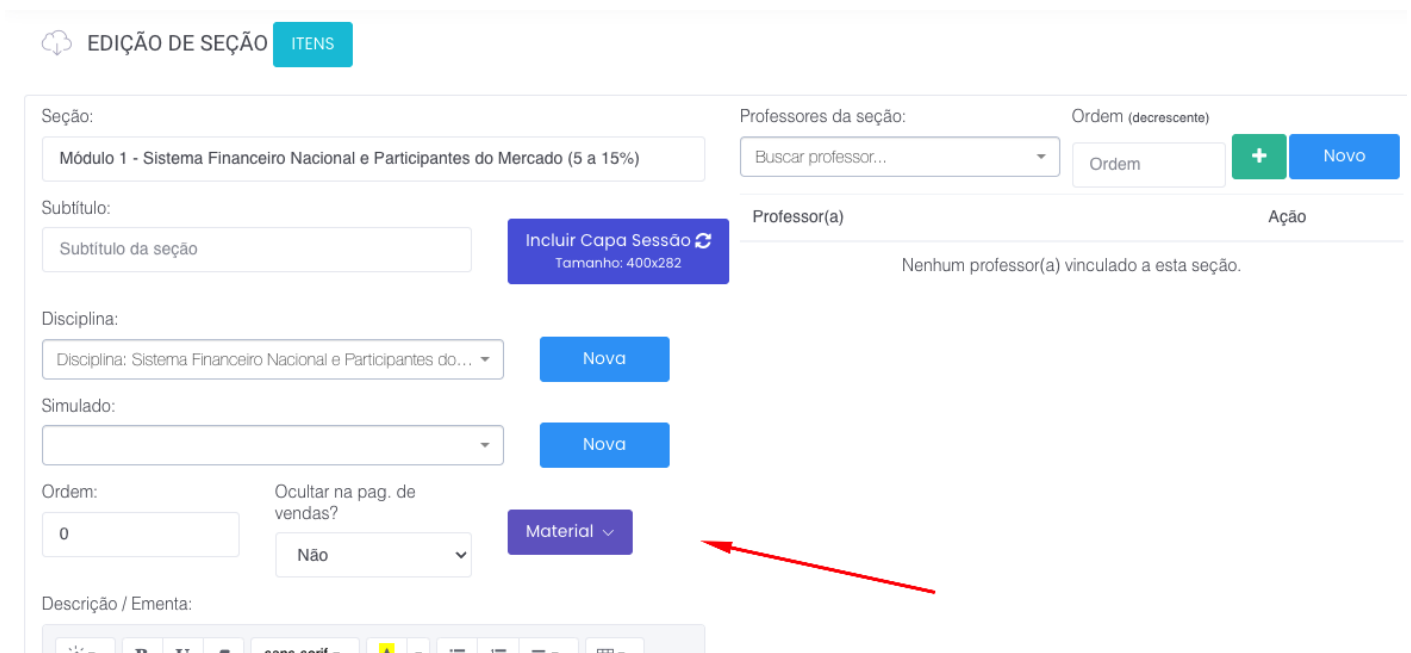 EDIÇÃO DE SEÇÃO ITENS
Seção:
Módulo 1 - Sistema Financeiro Nacional e Participantes do Mercado (5 a 15%)
Subtítulo:
Subtitulo da seção
Incluir Capa Sessão
Tamanho: 400x282
Disciplina:
Disciplina: Sistema Financeiro Nacional e Participantes do...
Nova
Simulado:
Nova
Ordem:
0
Ocultar na pag. de
vendas?
Não
Material
Descrição / Ementa:
B U
sans-serif
A
Professores da seção:
Buscar professor...
Ordem (decrescente)
Ordem
+
Novo
Professor(a) Ação
Nenhum professor(a) vinculado a esta seção.